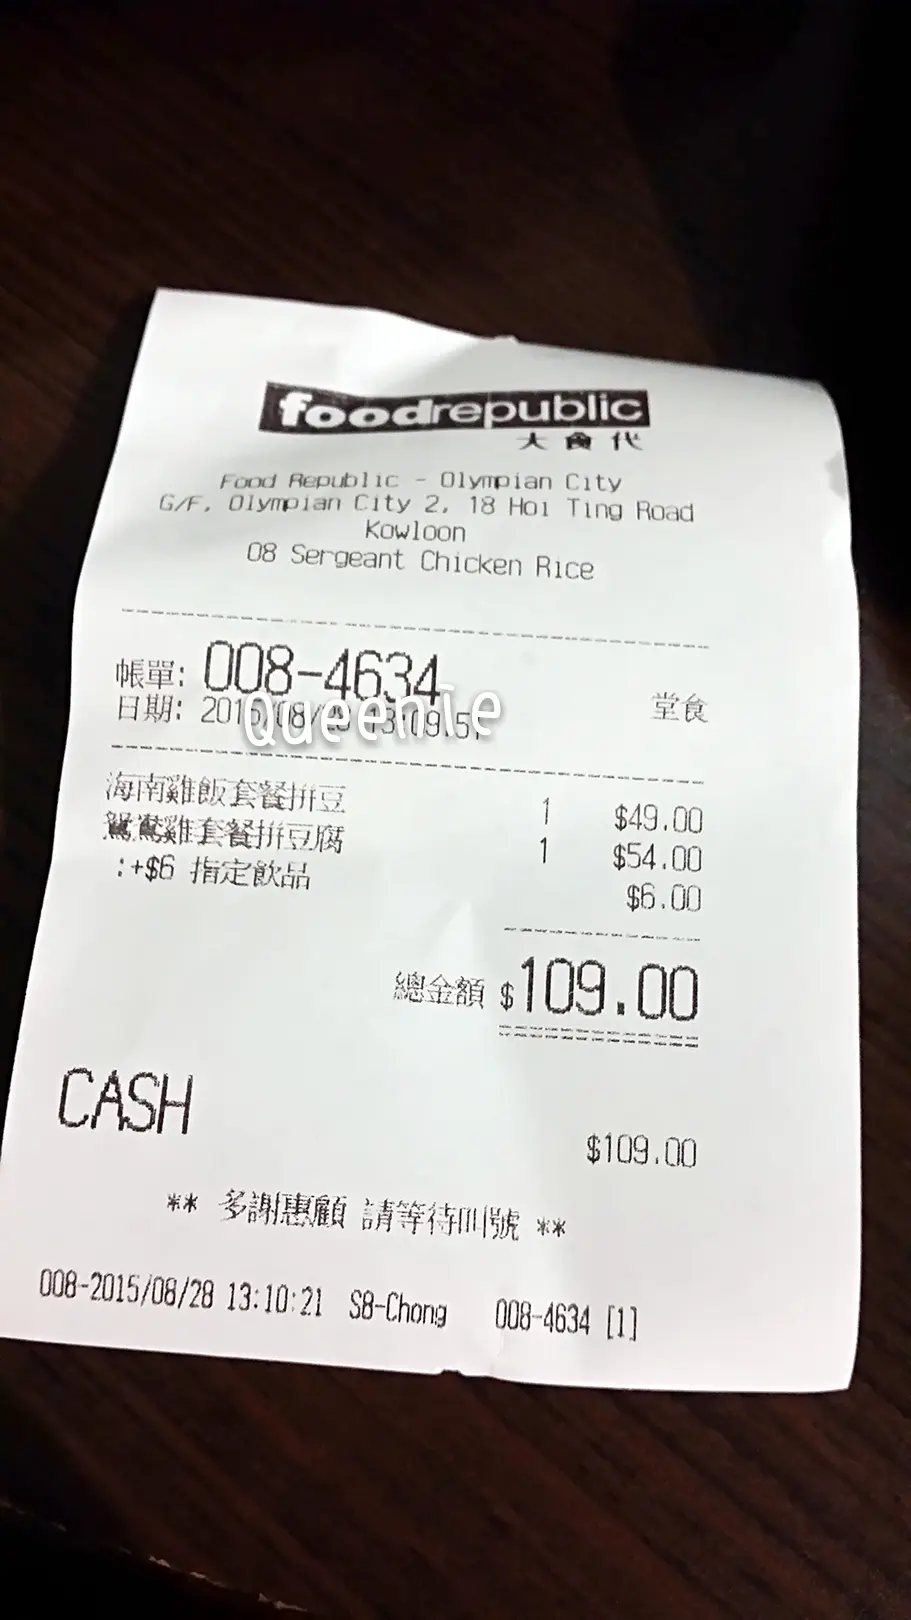 foodrepublic
大食代
Food Republic - Olympian City
G/F, Olympian City 2, 18 Hoi Ting Road
Kowloon
08 Sergeant Chicken Rice
帳單: 008-4634
堂食
日期:
Queenie
海南雞飯套餐拼豆 1 $49.00
鴛鴦雞套餐拼豆腐 1 $54.00
:+$6 指定飲品 $6.00
總金額 $109.00
CASH
$109.00
** 多謝惠顧 請等待叫號 **
008-2015/08/28 13:10:21 S8-Chong 008-4634 [1]